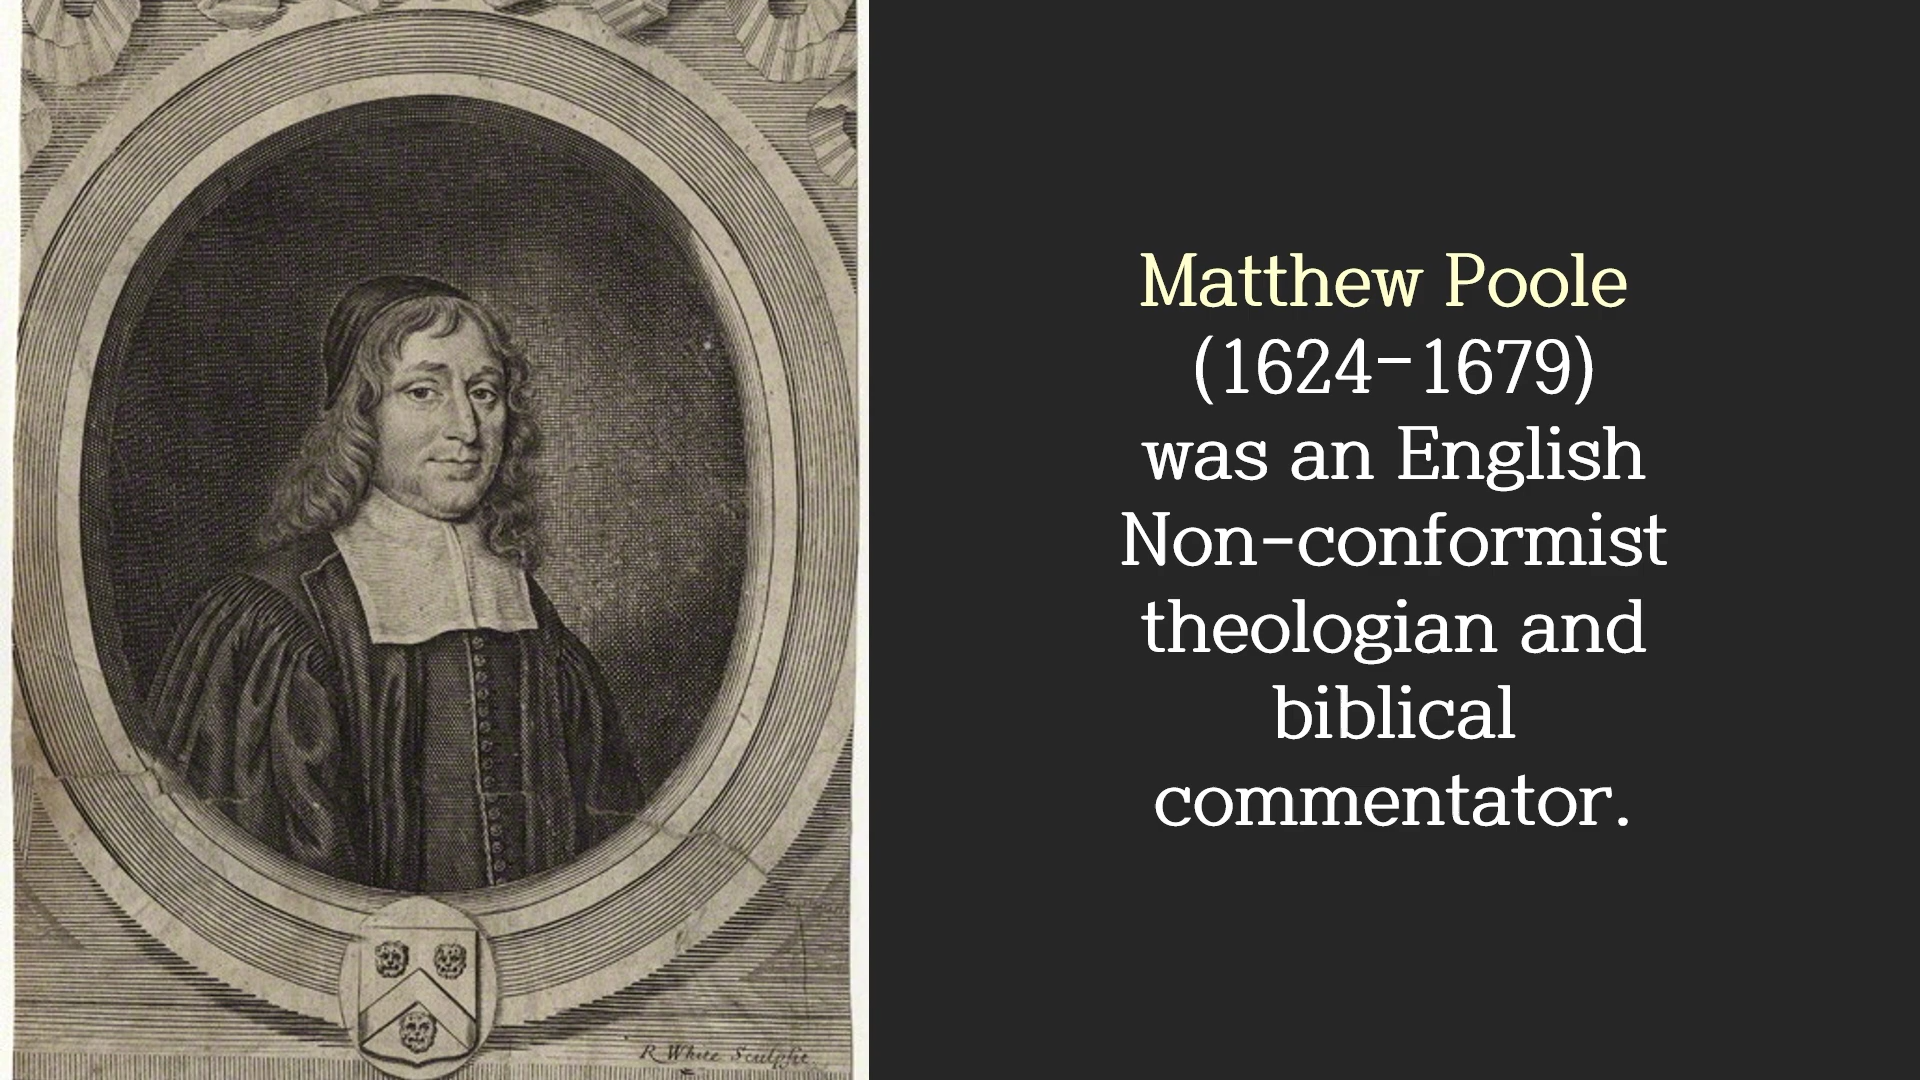 Matthew Poole
(1624-1679)
was an English
Non-conformist
theologian and
biblical
commentator.
R White Sculpsit.